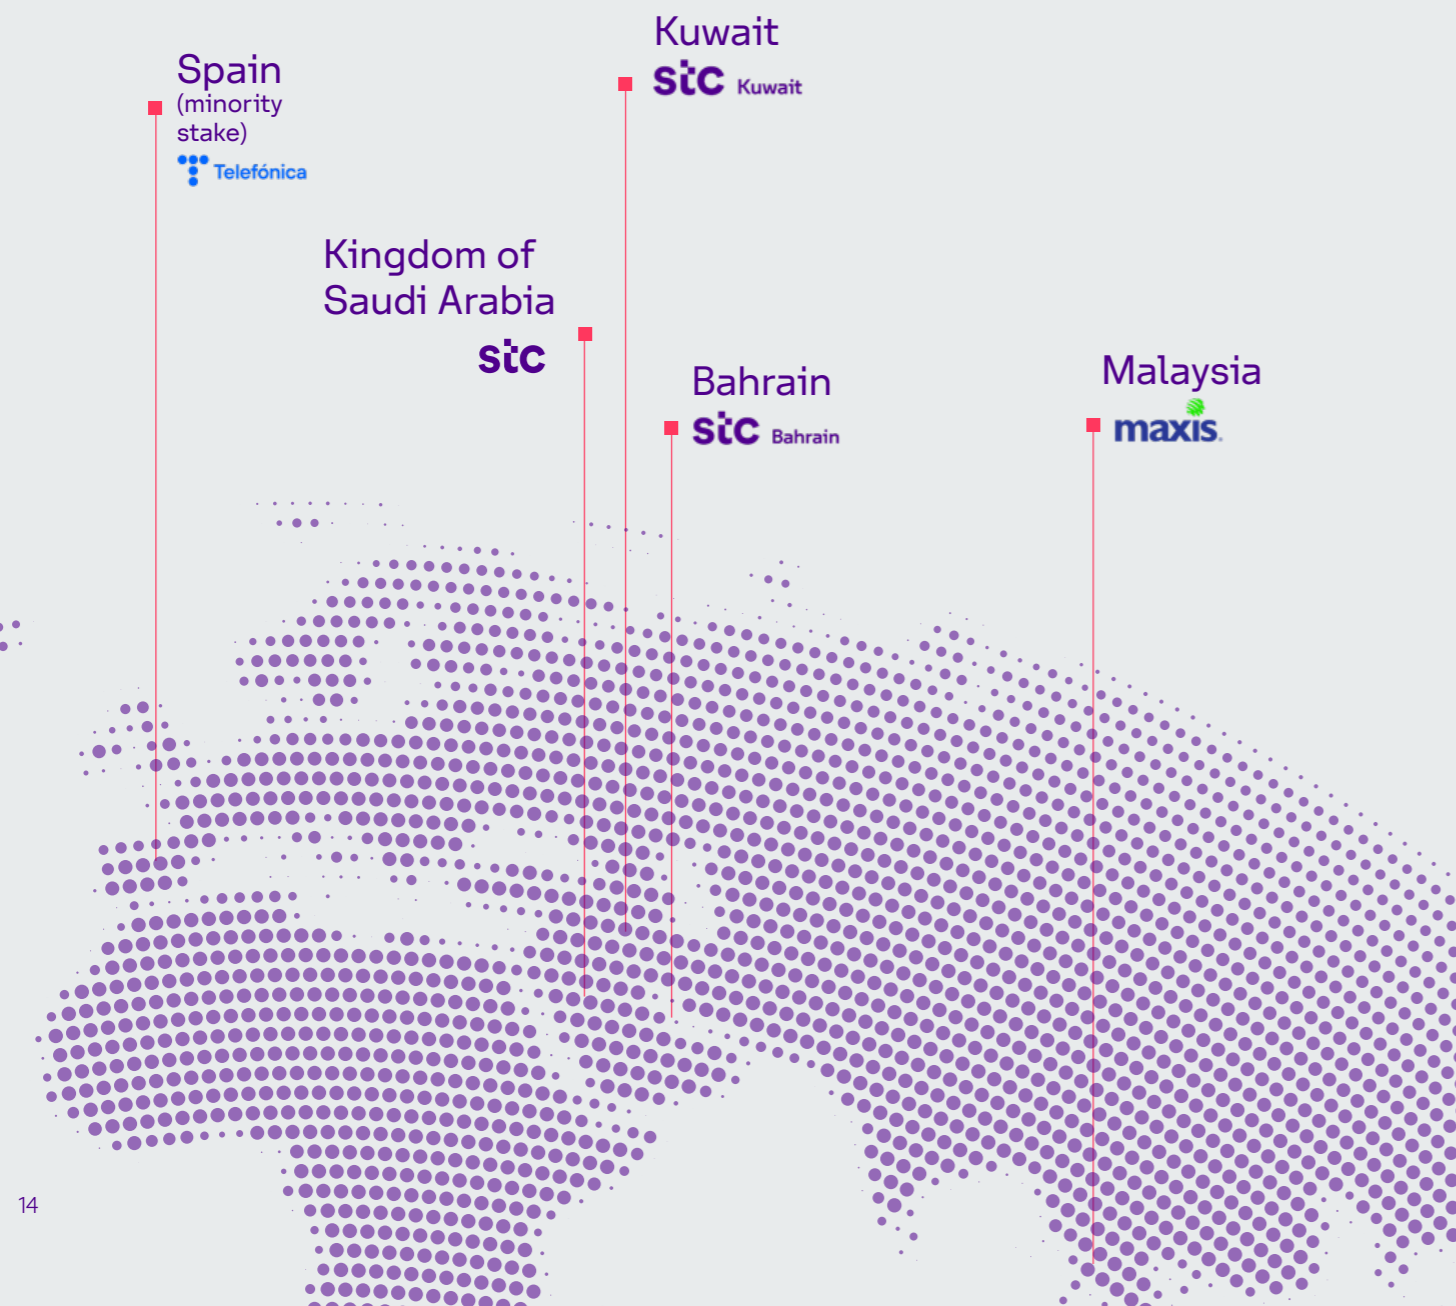 Kuwait
stc Kuwait
Spain
(minority
stake)
Telefónica
Kingdom of
Saudi Arabia
stc
Bahrain
stc Bahrain
Malaysia
maxis
14